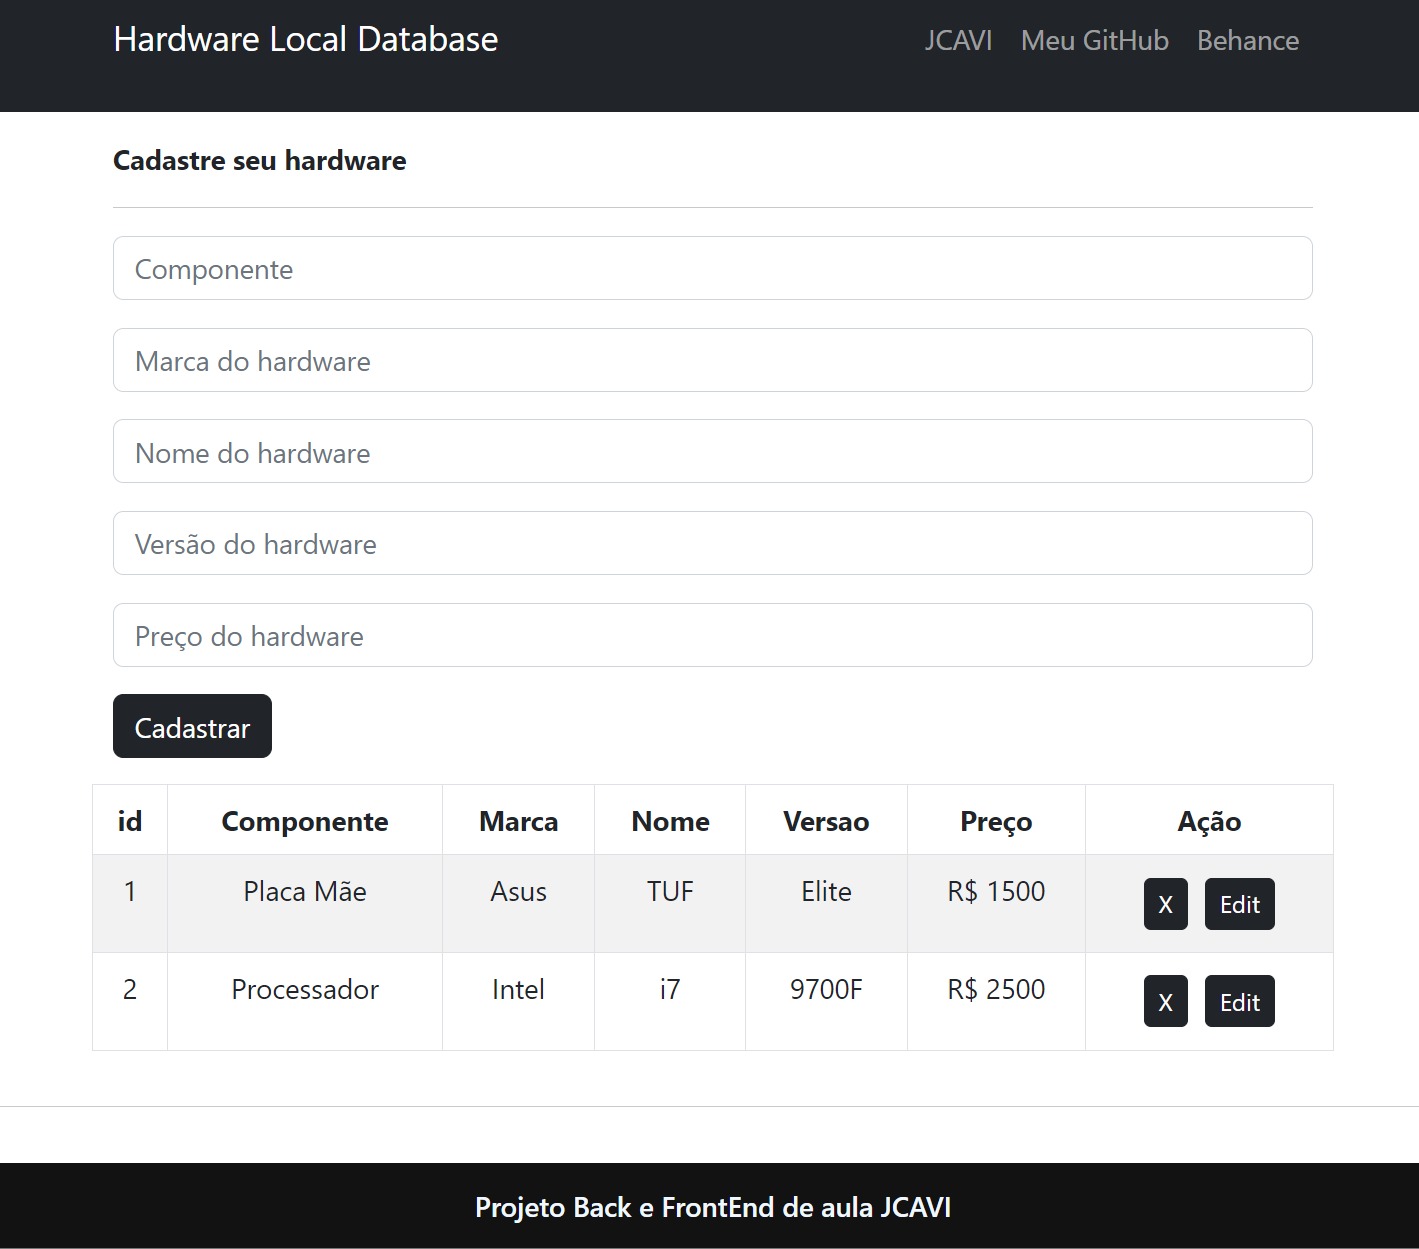 Hardware Local Database JCAVI Meu GitHub Behance
Cadastre seu hardware
Componente
Marca do hardware
Nome do hardware
Versão do hardware
Preço do hardware
Cadastrar
id Componente Marca Nome Versao Preço Ação
1 Placa Mãe Asus TUF Elite R$ 1500 X Edit
2 Processador Intel i7 9700F R$ 2500 X Edit
Projeto Back e FrontEnd de aula JCAVI